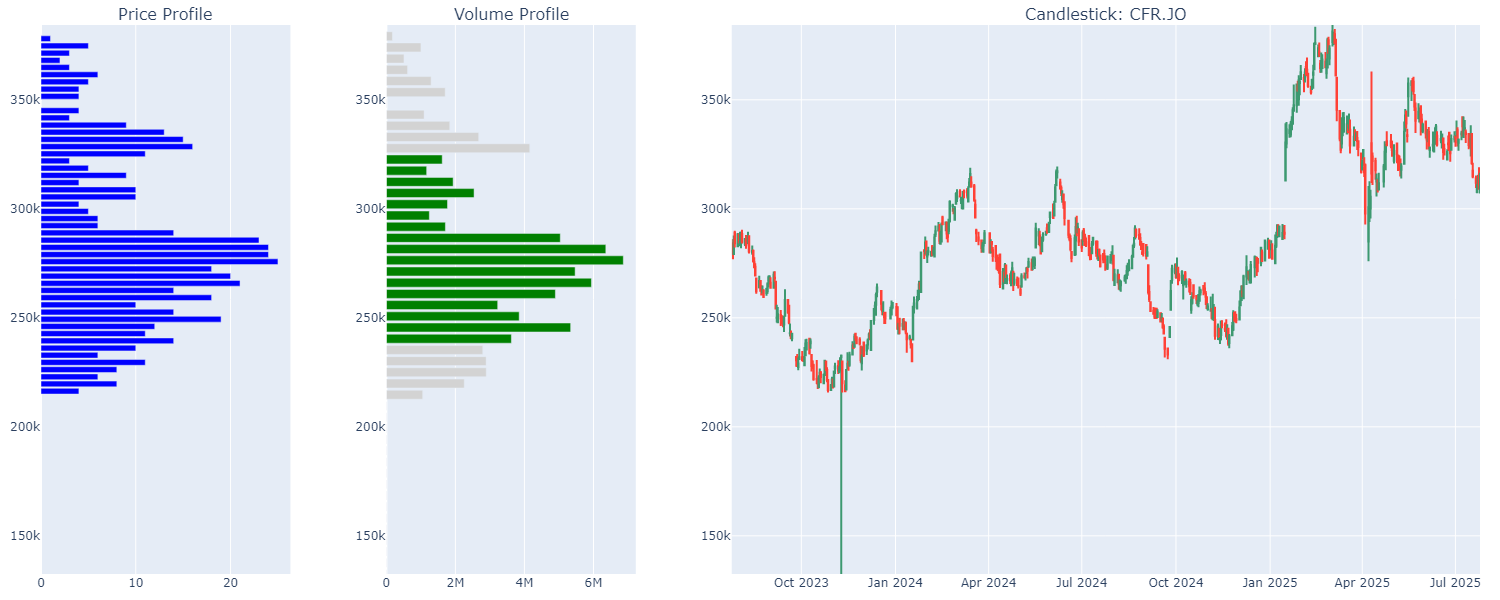 Price Profile
Volume Profile
Candlestick: CFR.JO
350k
300k
250k
200k
150k
0
10
20
350k
300k
250k
200k
150k
0
2M
4M
6M
350k
300k
250k
200k
150k
Oct 2023
Jan 2024
Apr 2024
Jul 2024
Oct 2024
Jan 2025
Apr 2025
Jul 2025